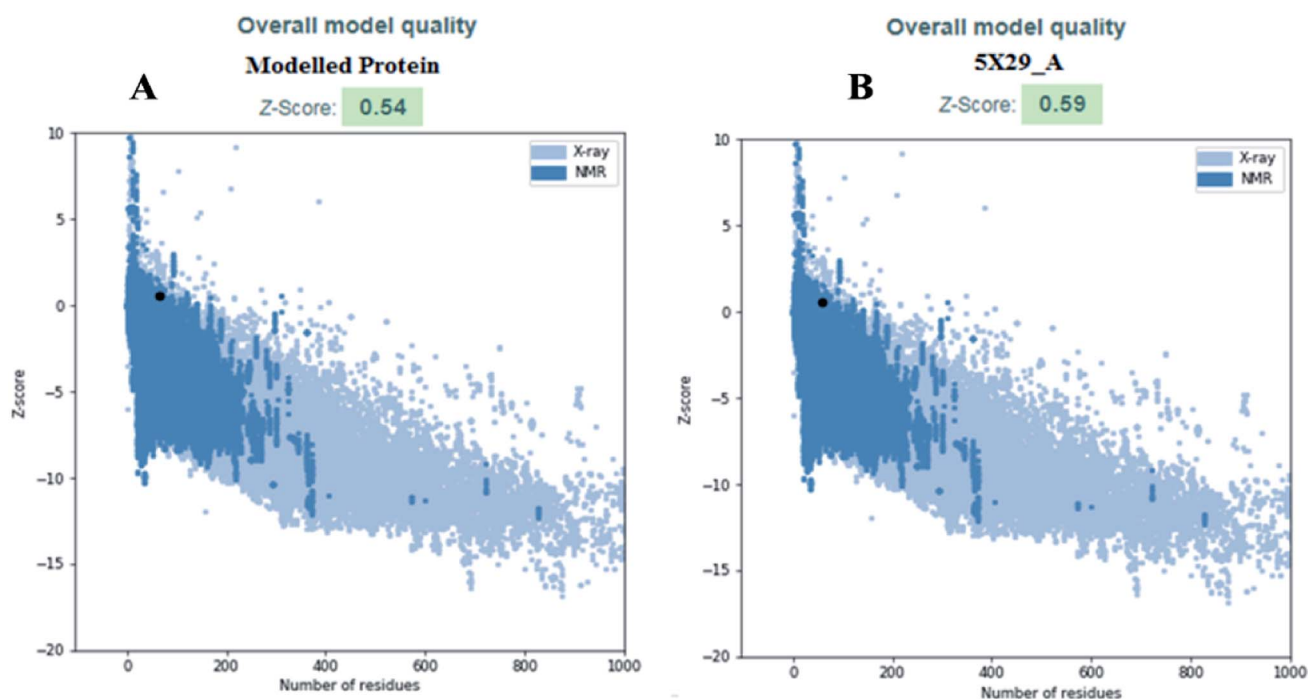 Overall model quality
Modelled Protein
A
Z-Score: 0.54
10
5
0
−5
−10
−15
−20
Z-score
X-ray
NMR
0
200
400
600
800
1000
Number of residues
Overall model quality
5X29_A
B
Z-Score: 0.59
10
5
0
−5
−10
−15
−20
Z-score
X-ray
NMR
0
200
400
600
800
1000
Number of residues